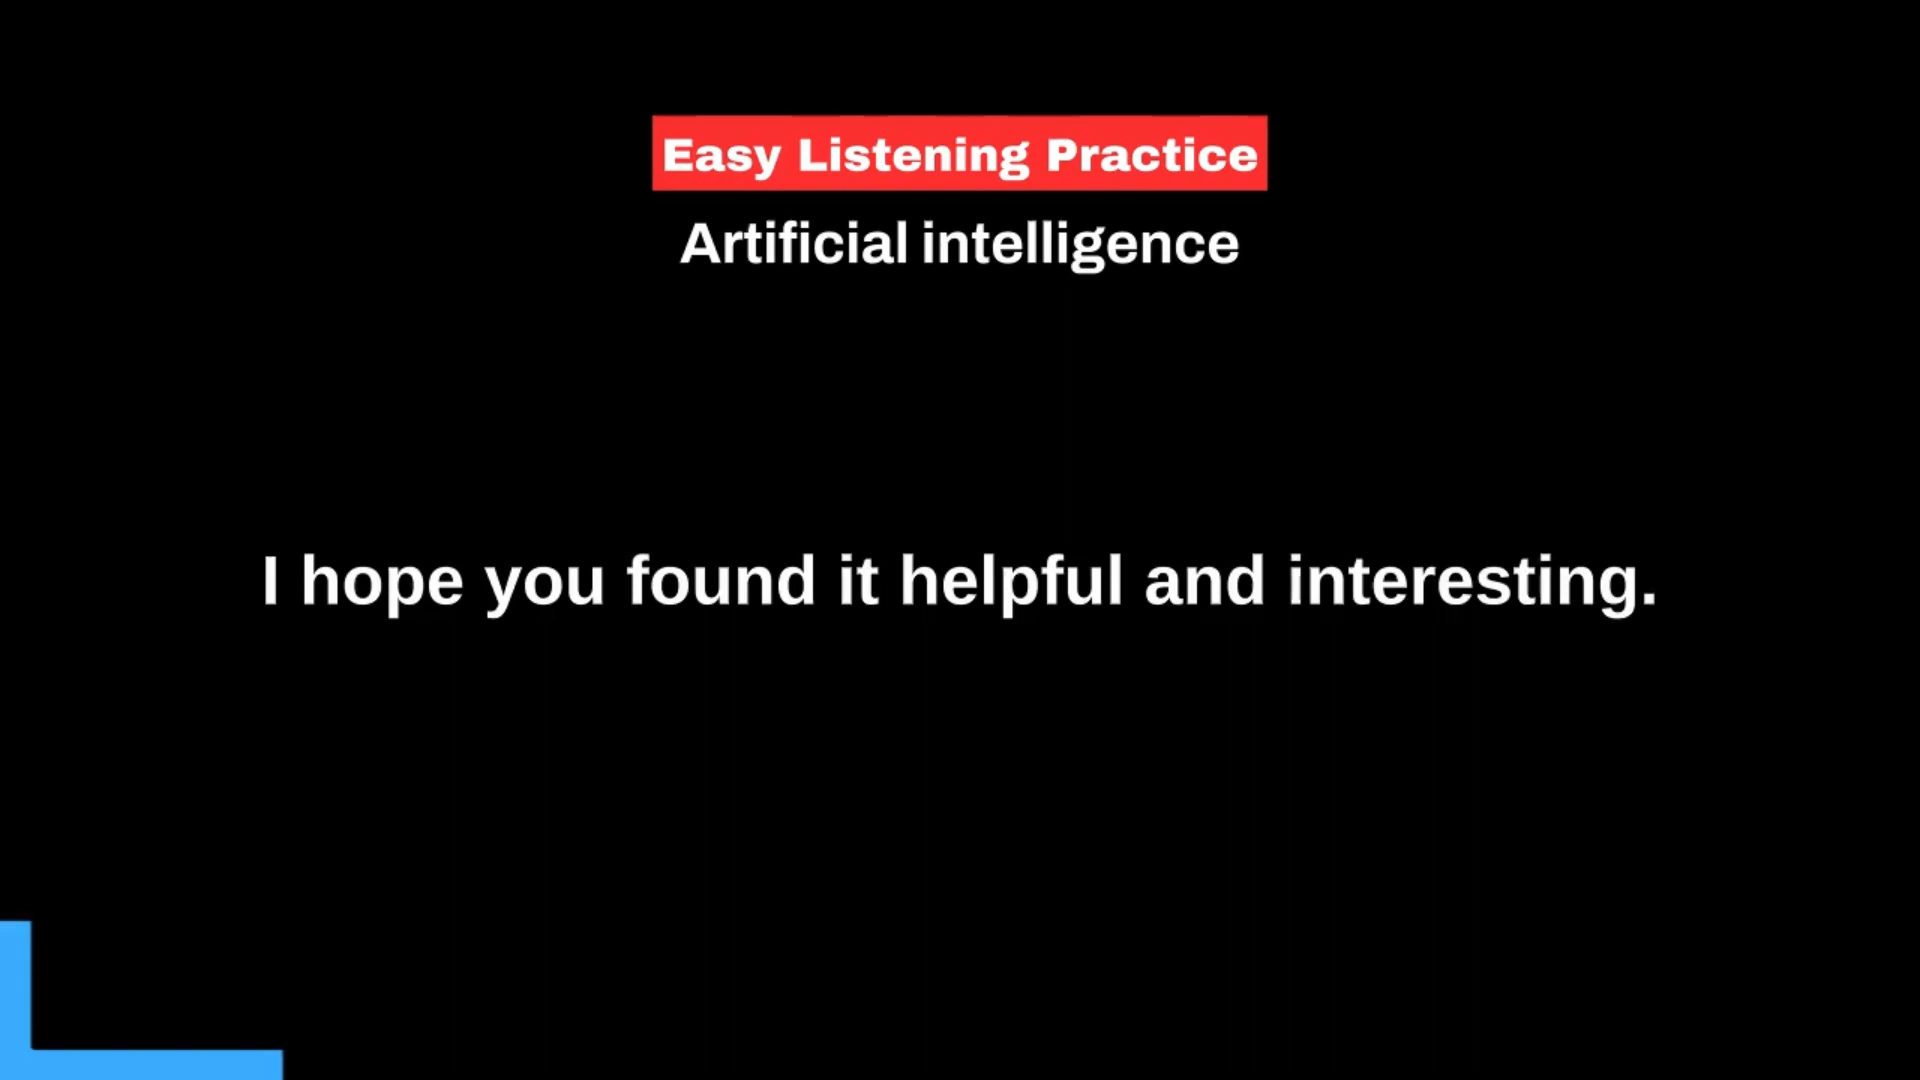 Easy Listening Practice
Artificial intelligence
I hope you found it helpful and interesting.